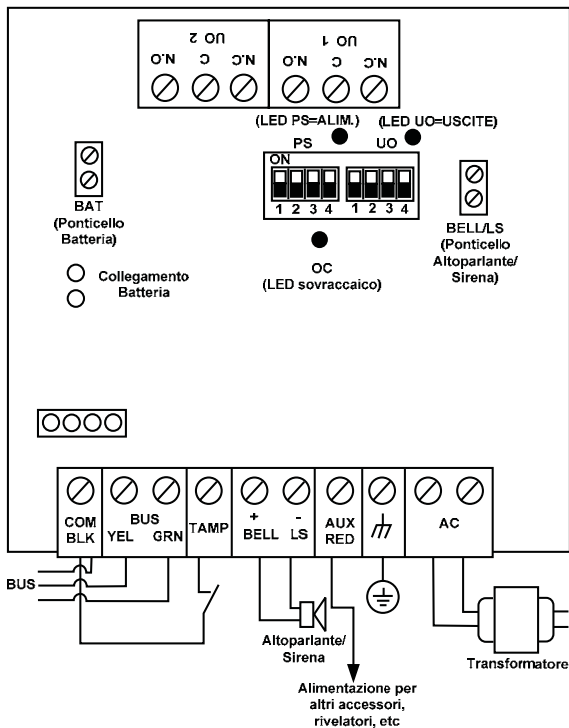 UO 2
UO 1
N.O
C
N.C
N.O
C
N.C
(LED PS=ALIM.)
(LED UO=USCITE)
PS
UO
ON
1 2 3 4
1 2 3 4
BAT
(Ponticello
Batteria)
BELL/LS
(Ponticello
Altoparlante/
Sirena)
OC
(LED sovraccaico)
Collegamento
Batteria
COM
BLK
BUS
YEL GRN
TAMP
+ -
BELL LS
AUX
RED
AC
BUS
Altoparlante/
Sirena
Transformatore
Alimentazione per
altri accessori,
rivelatori, etc